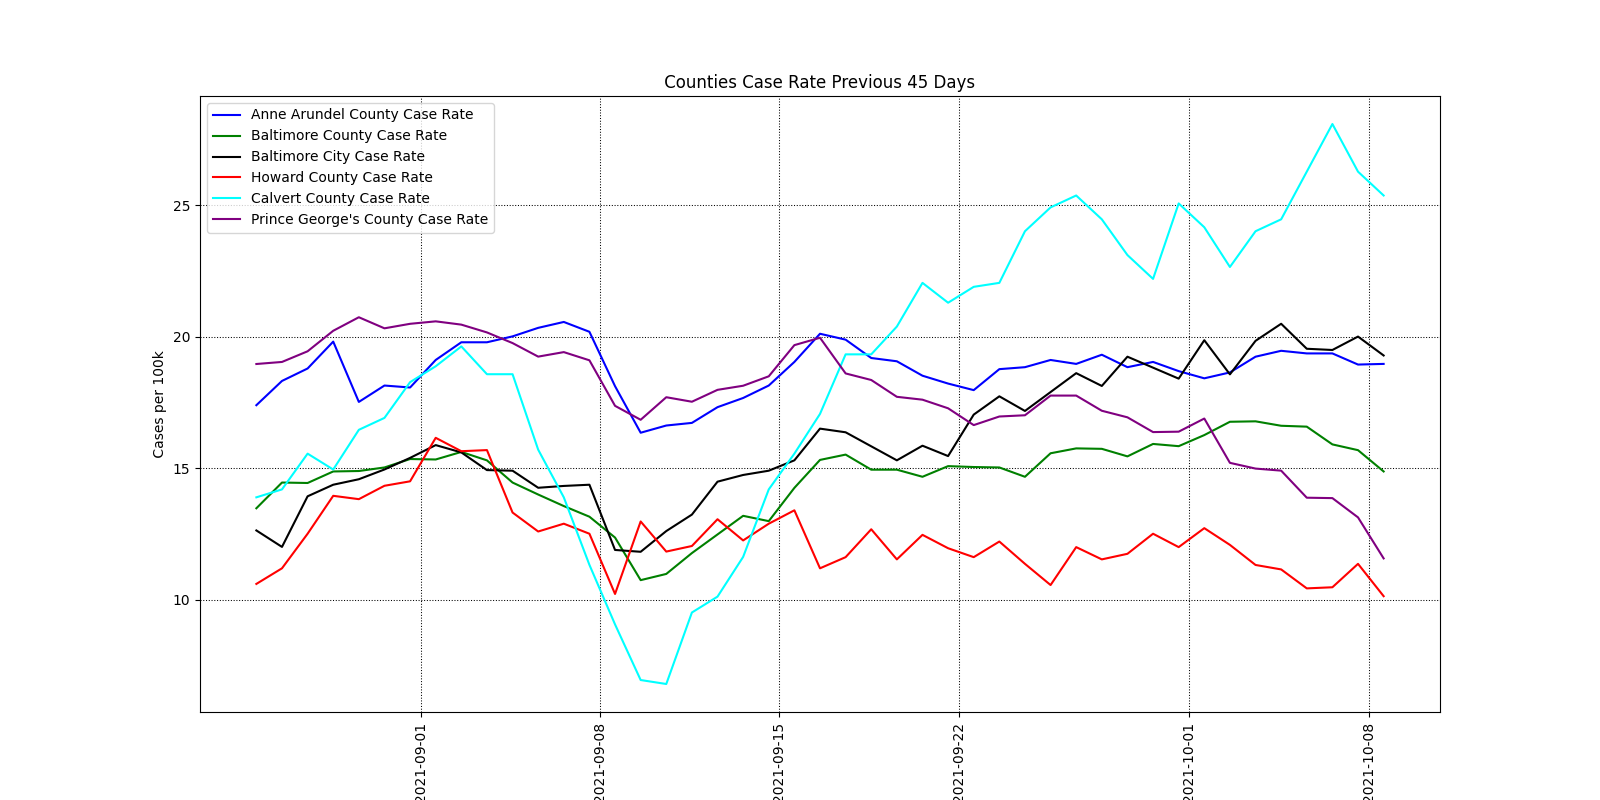 Counties Case Rate Previous 45 Days
Anne Arundel County Case Rate
Baltimore County Case Rate
Baltimore City Case Rate
Howard County Case Rate
Calvert County Case Rate
Prince George's County Case Rate
Cases per 100k
25
20
15
10
2021-09-01
2021-09-08
2021-09-15
2021-09-22
2021-10-01
2021-10-08